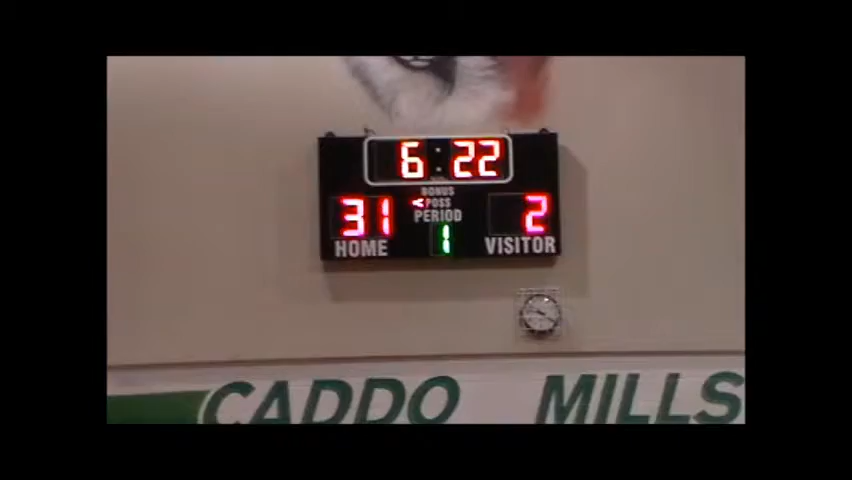 6:22
BONUS
POSS
PERIOD
31 1 2
HOME VISITOR
CADDO MILLS